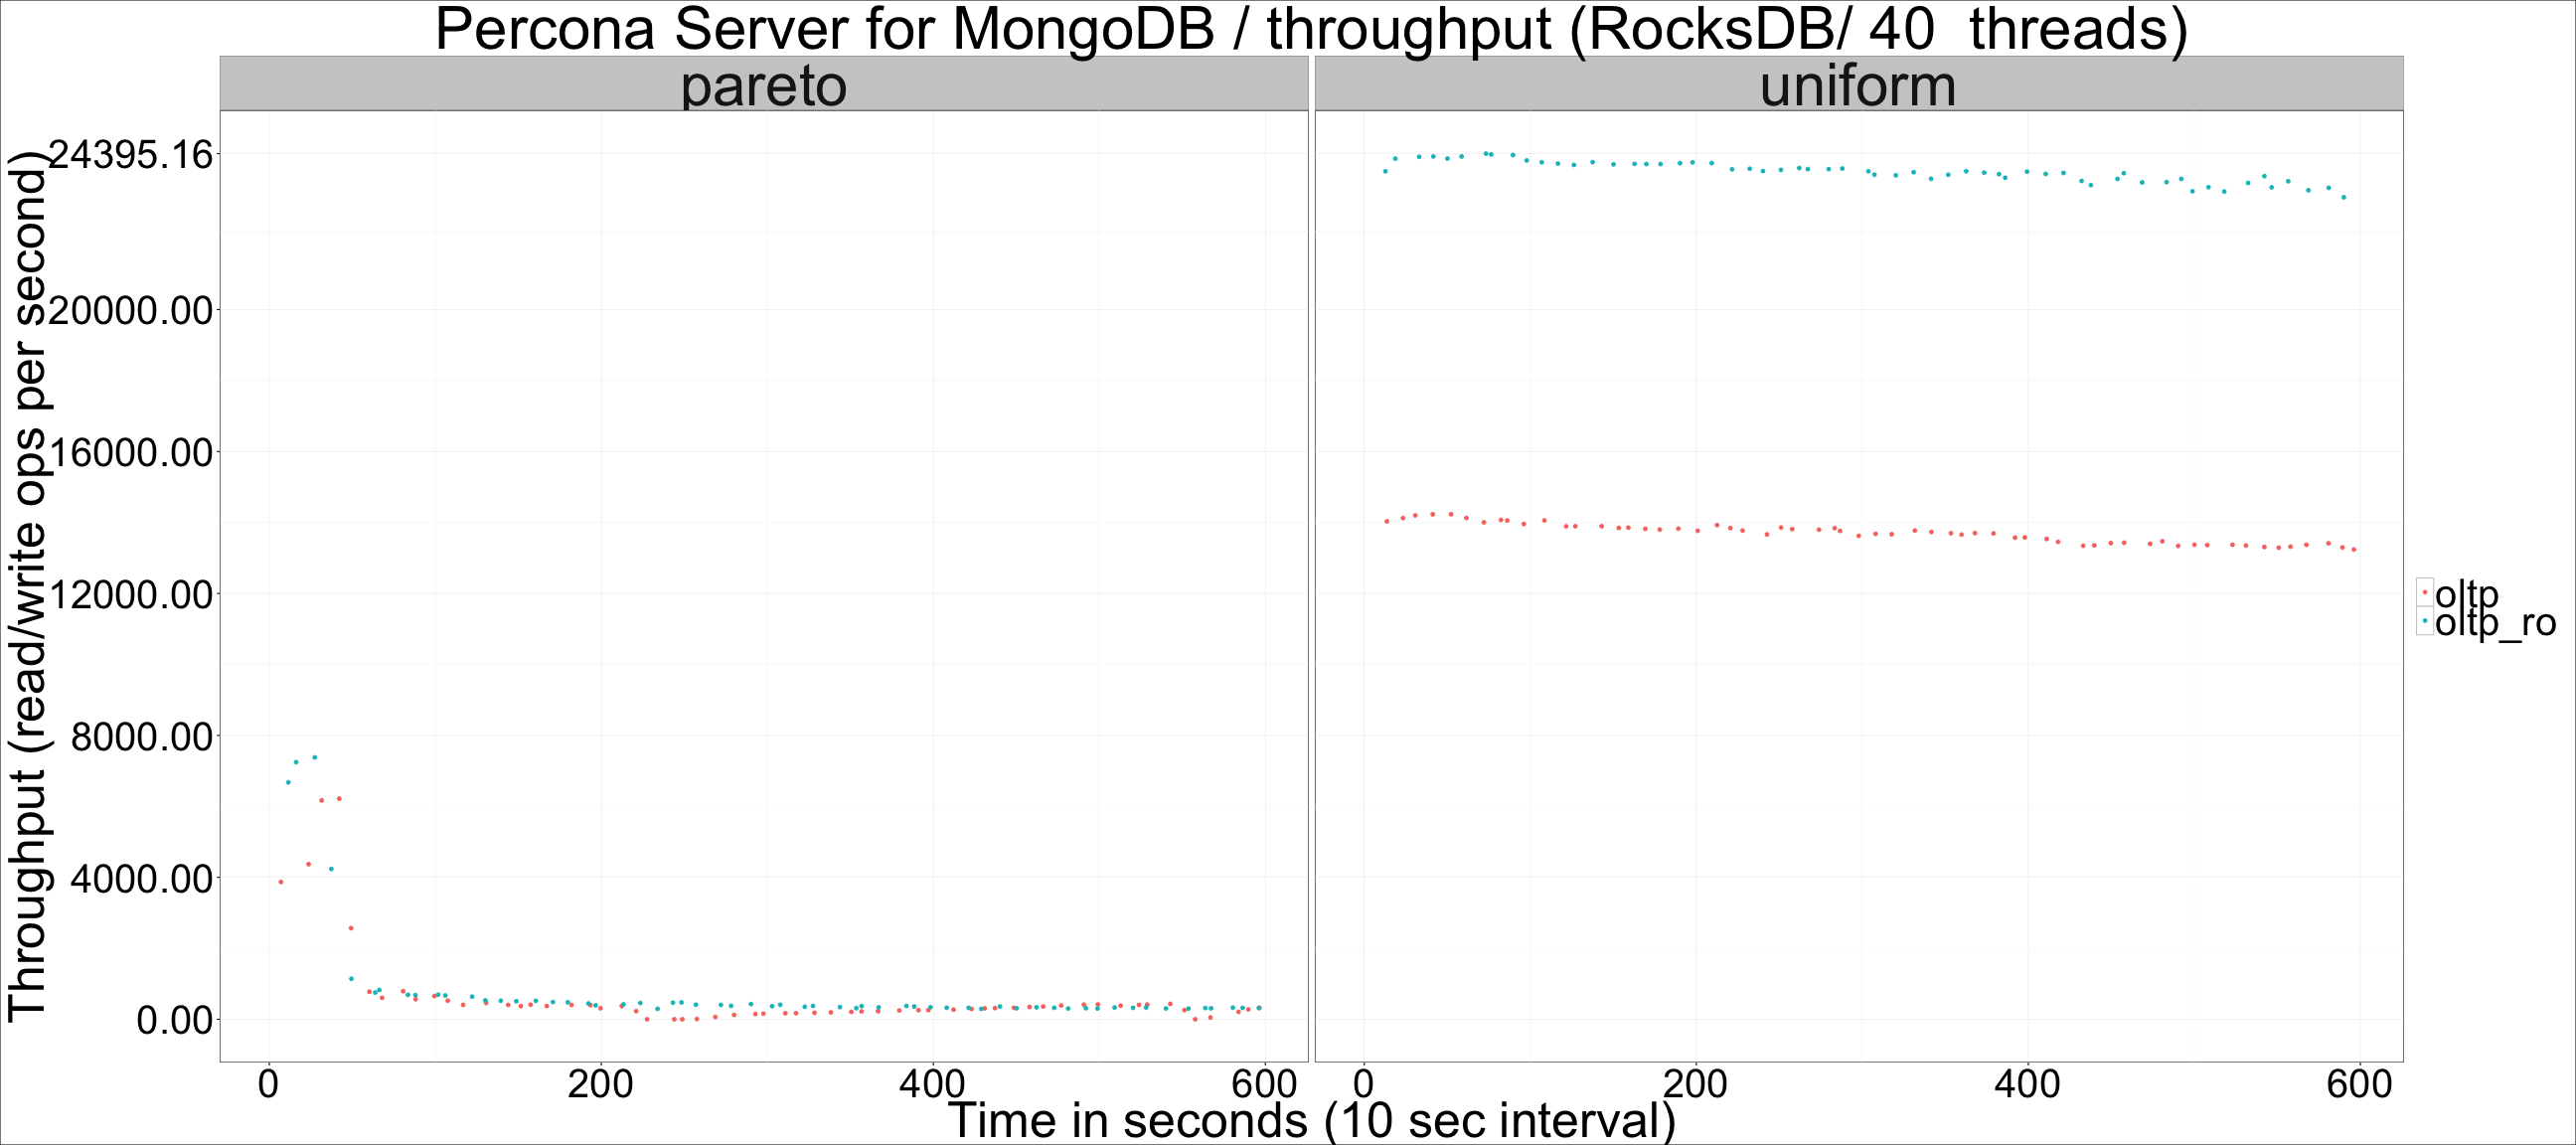 Percona Server for MongoDB / throughput (RocksDB/ 40  threads)
pareto
uniform
Throughput (read/write ops per second)
24395.16
20000.00
16000.00
12000.00
8000.00
4000.00
0.00
0
200
400
600
0
200
400
600
Time in seconds (10 sec interval)
oltp
oltp_ro